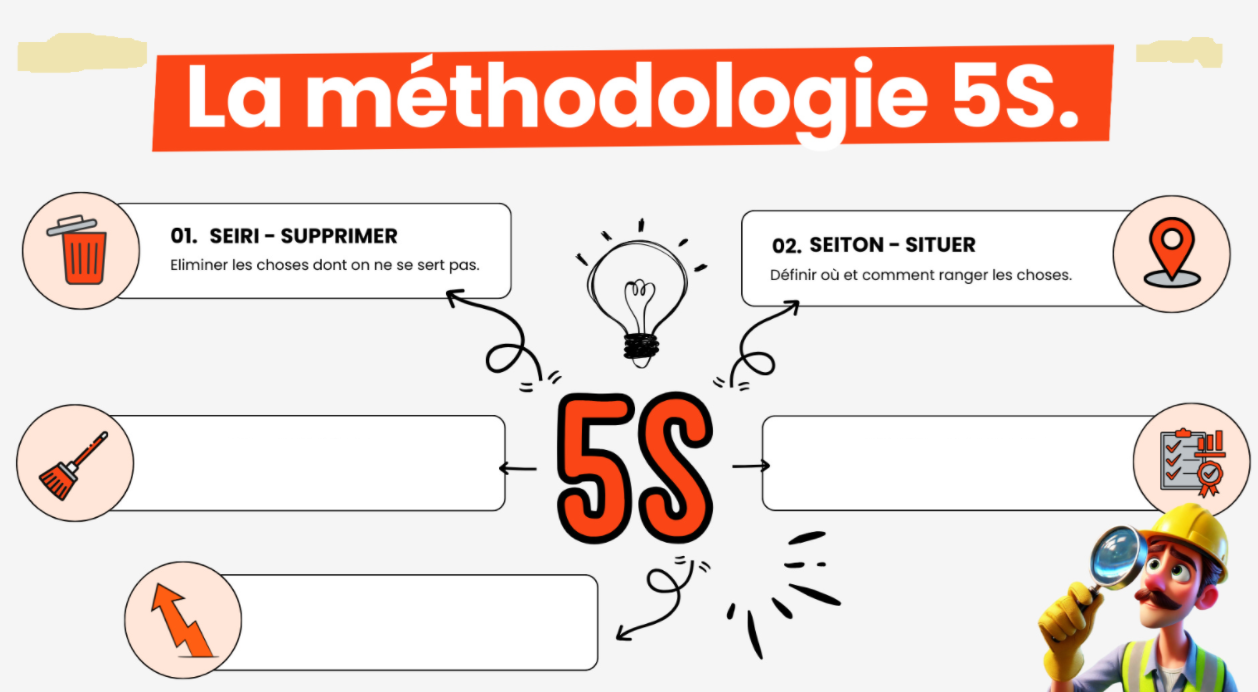 La méthodologie 5S.
01. SEIRI - SUPPRIMER
Eliminer les choses dont on ne se sert pas.
02. SEITON - SITUER
Définir où et comment ranger les choses.
5S